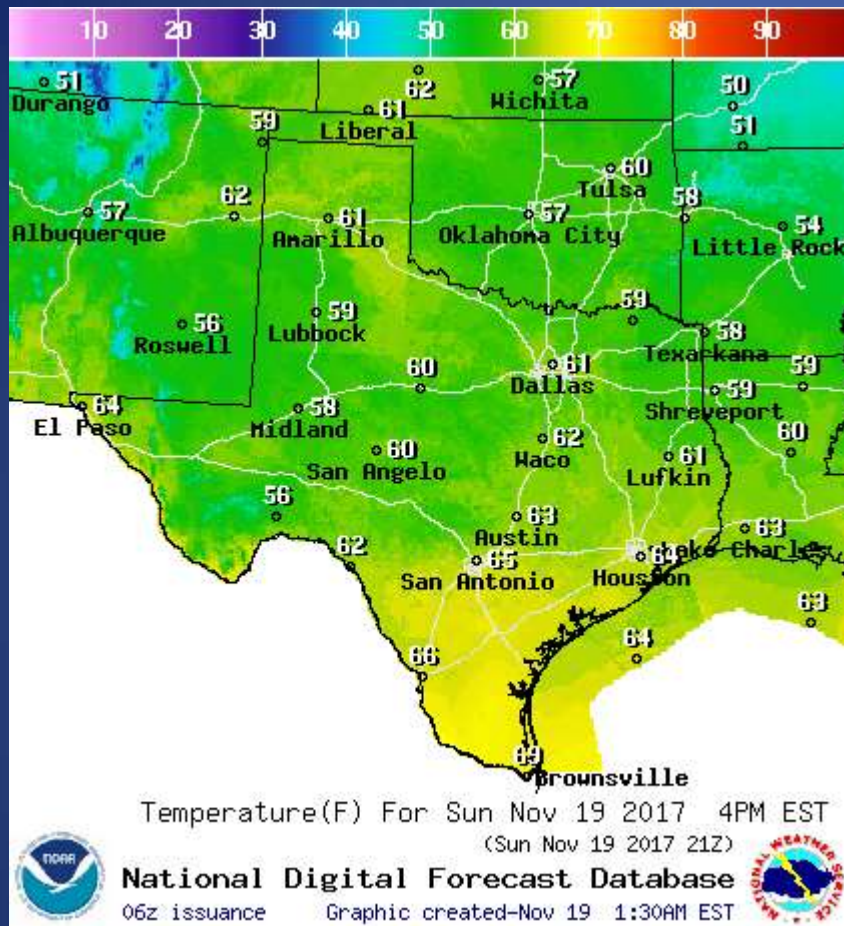 10 20 30 40 50 60 70 80 90
51
Durango
62
57
Wichita
50
61
Liberal
59
51
60
Tulsa
57
Albuquerque
62
61
Amarillo
57
Oklahoma City
58
54
Little Rock
56
Roswell
59
Lubbock
59
58
Texarkana
61
Dallas
60
59
Shreveport
59
64
El Paso
58
Midland
60
San Angelo
62
Waco
61
Lufkin
60
56
63
Austin
63
Lake Charles
62
65
San Antonio
64
Houston
63
66
64
69
Brownsville
Temperature(F) For Sun Nov 19 2017 4PM EST
(Sun Nov 19 2017 21Z)
NOAA
National Digital Forecast Database
NATIONAL WEATHER SERVICE
06z issuance Graphic created-Nov 19 1:30AM EST